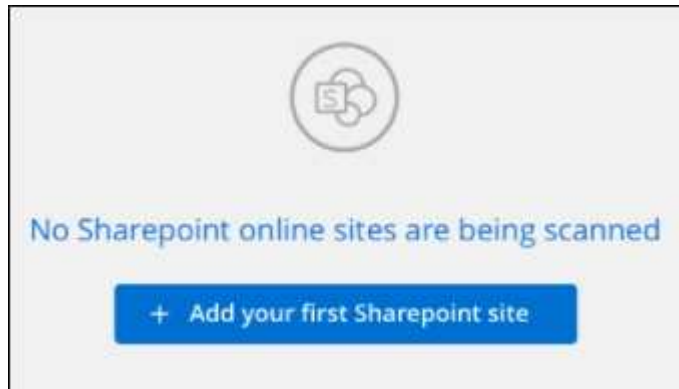 S
No Sharepoint online sites are being scanned
+ Add your first Sharepoint site